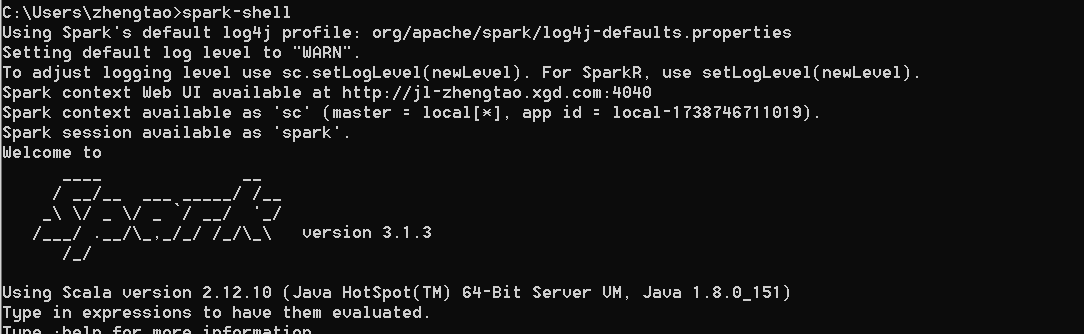 C:\Users\zhengtao>spark-shell
Using Spark's default log4j profile: org/apache/spark/log4j-defaults.properties
Setting default log level to "WARN".
To adjust logging level use sc.setLogLevel(newLevel). For SparkR, use setLogLevel(newLevel).
Spark context Web UI available at http://jl-zhengtao.xgd.com:4040
Spark context available as 'sc' (master = local[*], app id = local-1738746711019).
Spark session available as 'spark'.
Welcome to
      ____              __
     / __/__  ___ _____/ /__
    _\ \/ _ \/ _ `/ __/  '_/
   /___/ .__/\_,_/_/ /_/\_\   version 3.1.3
      /_/
Using Scala version 2.12.10 (Java HotSpot(TM) 64-Bit Server VM, Java 1.8.0_151)
Type in expressions to have them evaluated.
Type :help for more information